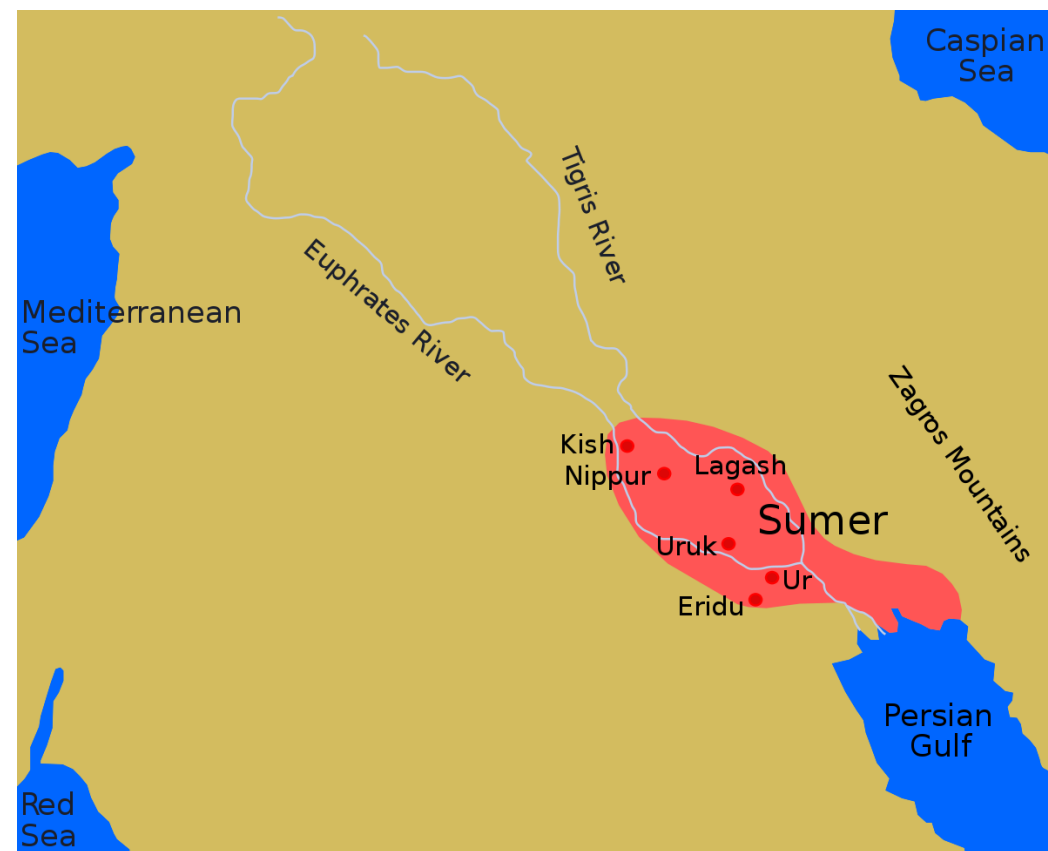 Caspian
Sea
Tigris River
Euphrates River
Mediterranean
Sea
Zagros Mountains
Kish
Nippur
Lagash
Sumer
Uruk
Ur
Eridu
Persian
Gulf
Red
Sea